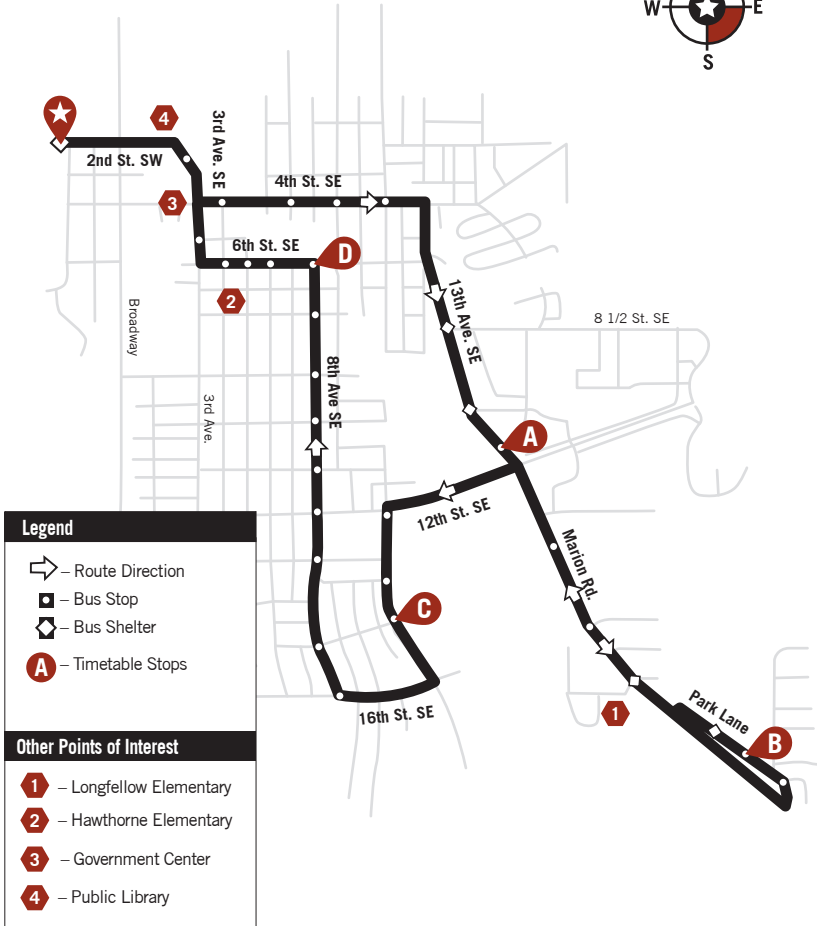 W
E
S
4
3rd Ave. SE
2nd St. SW
4th St. SE
3
6th St. SE
D
2
Broadway
13th Ave. SE
8 1/2 St. SE
8th Ave SE
3rd Ave.
A
12th St. SE
Marion Rd.
C
16th St. SE
1
Park Lane
B
Legend
– Route Direction
– Bus Stop
– Bus Shelter
A – Timetable Stops
Other Points of Interest
1 – Longfellow Elementary
2 – Hawthorne Elementary
3 – Government Center
4 – Public Library